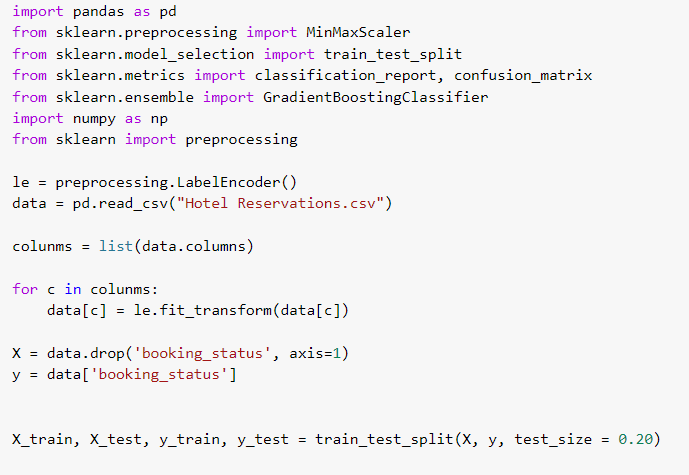 import pandas as pd
from sklearn.preprocessing import MinMaxScaler
from sklearn.model_selection import train_test_split
from sklearn.metrics import classification_report, confusion_matrix
from sklearn.ensemble import GradientBoostingClassifier
import numpy as np
from sklearn import preprocessing
le = preprocessing.LabelEncoder()
data = pd.read_csv("Hotel Reservations.csv")
colunms = list(data.columns)
for c in colunms:
    data[c] = le.fit_transform(data[c])
X = data.drop('booking_status', axis=1)
y = data['booking_status']
X_train, X_test, y_train, y_test = train_test_split(X, y, test_size = 0.20)